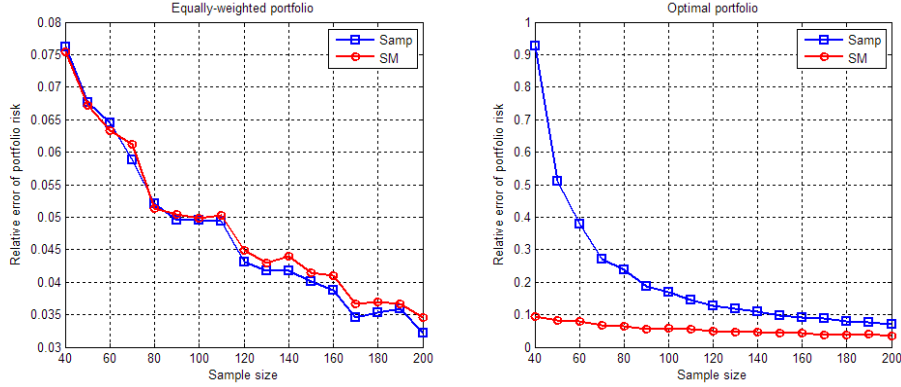 Equally-weighted portfolio
Relative error of portfolio risk
0.08
0.075
0.07
0.065
0.06
0.055
0.05
0.045
0.04
0.035
0.03
Samp
SM
40 60 80 100 120 140 160 180 200
Sample size
Optimal portfolio
Relative error of portfolio risk
1
0.9
0.8
0.7
0.6
0.5
0.4
0.3
0.2
0.1
0
Samp
SM
40 60 80 100 120 140 160 180 200
Sample size